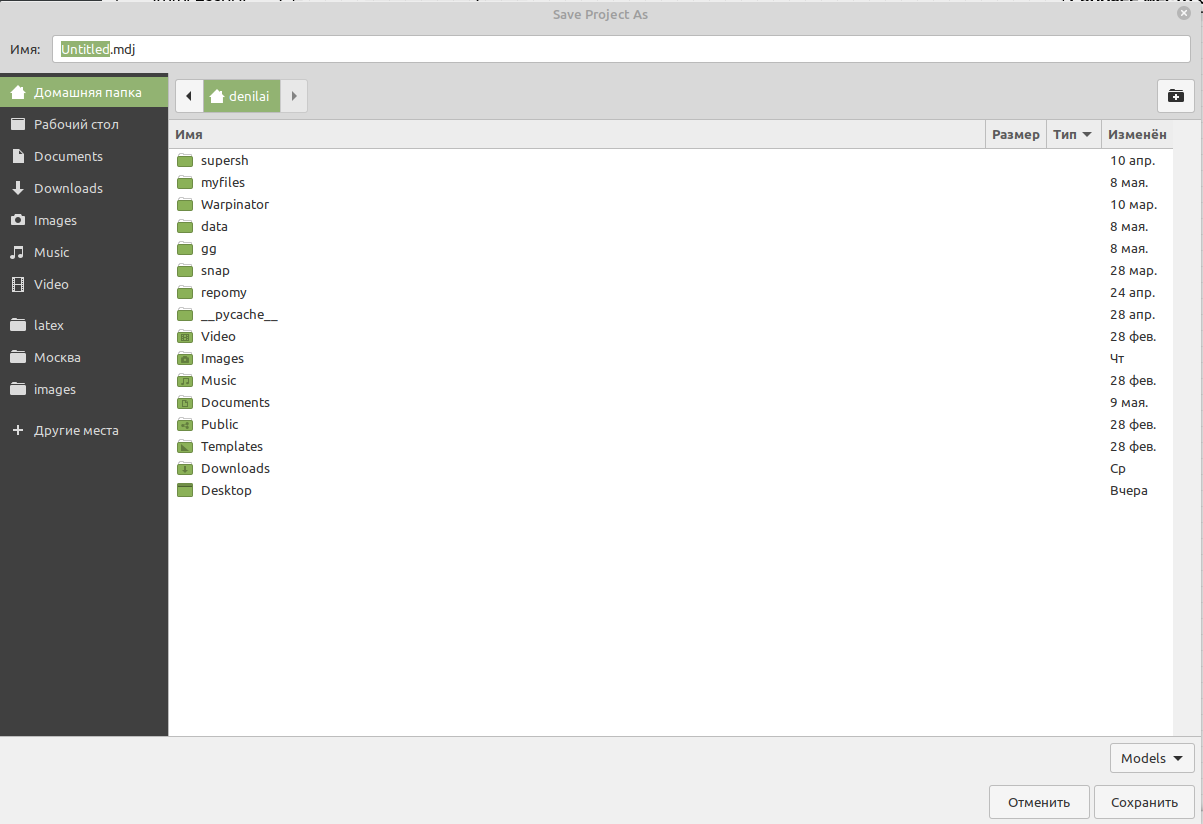 Save Project As
Имя: Untitled.mdj
Домашняя папка
Рабочий стол
Documents
Downloads
Images
Music
Video
latex
Москва
images
Другие места
denilai
Имя Размер Тип Изменён
supersh 10 апр.
myfiles 8 мая.
Warpinator 10 мар.
data 8 мая.
gg 8 мая.
snap 28 мар.
repomy 24 апр.
__pycache__ 28 апр.
Video 28 фев.
Images Чт
Music 28 фев.
Documents 9 мая.
Public 28 фев.
Templates 28 фев.
Downloads Ср
Desktop Вчера
Models
Отменить Сохранить